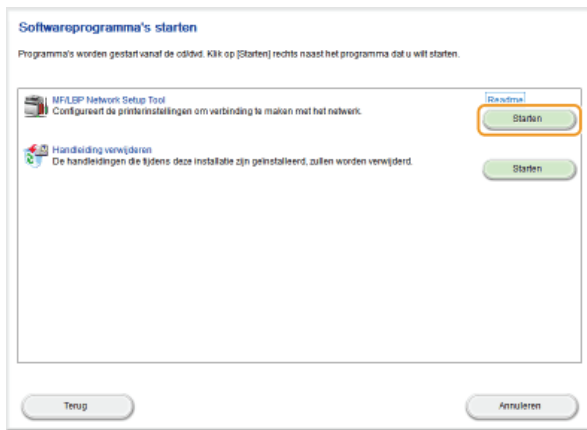 Softwareprogramma's starten
Programma's worden gestart vanaf de cd/dvd. Klik op [Starten] rechts naast het programma dat u wilt starten.
MF/LBP Network Setup Tool
Readme
Configureert de printerinstellingen om verbinding te maken met het netwerk.
Starten
Handleiding verwijderen
De handleidingen die tijdens deze installatie zijn geïnstalleerd, zullen worden verwijderd.
Starten
Terug
Annuleren